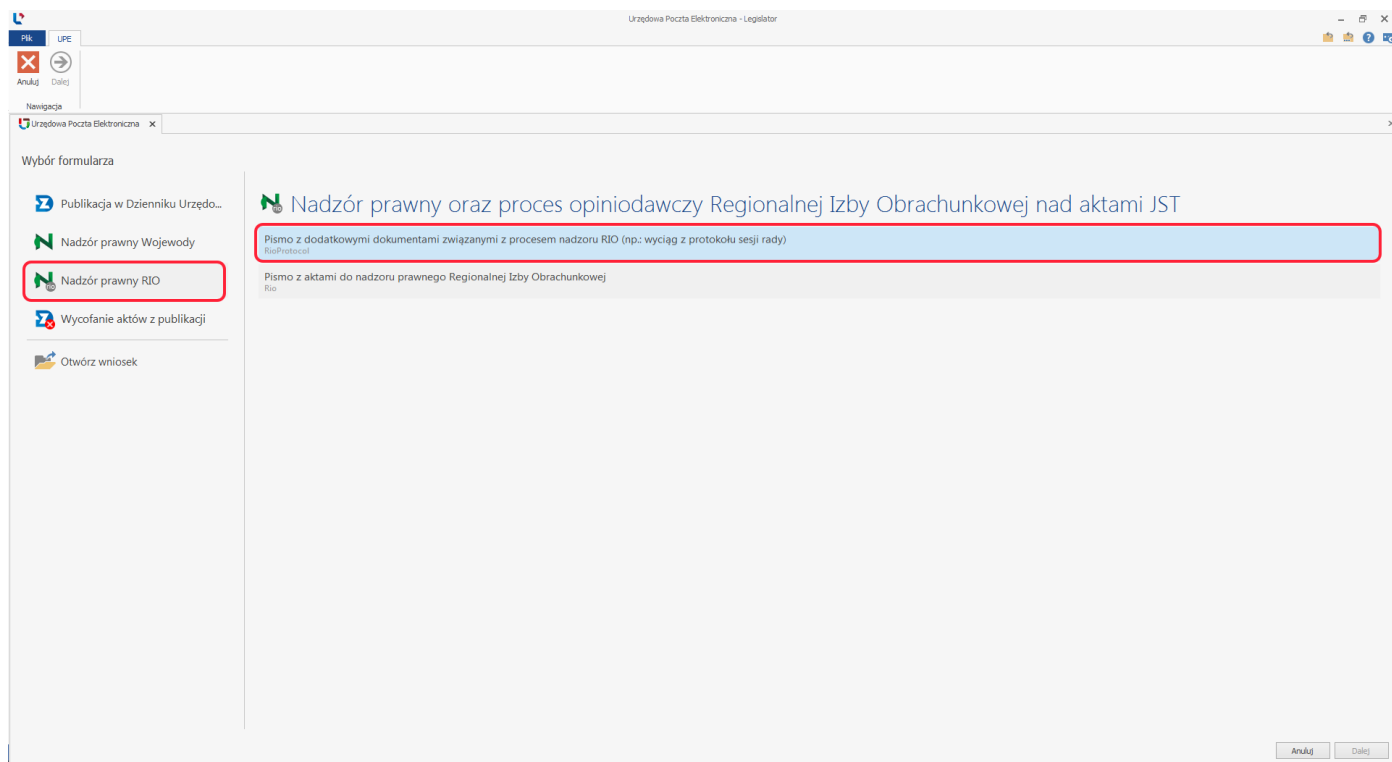 Urzędowa Poczta Elektroniczna - Legislator
Plik UPE
Anuluj Dalej
Nawigacja
Urzędowa Poczta Elektroniczna
Wybór formularza
Publikacja w Dzienniku Urzędo...
Nadzór prawny Wojewody
Nadzór prawny RIO
Wycofanie aktów z publikacji
Otwórz wniosek
Nadzór prawny oraz proces opiniodawczy Regionalnej Izby Obrachunkowej nad aktami JST
Pismo z dodatkowymi dokumentami związanymi z procesem nadzoru RIO (np.: wyciąg z protokołu sesji rady)
RioProtocol
Pismo z aktami do nadzoru prawnego Regionalnej Izby Obrachunkowej
Rio
Anuluj Dalej